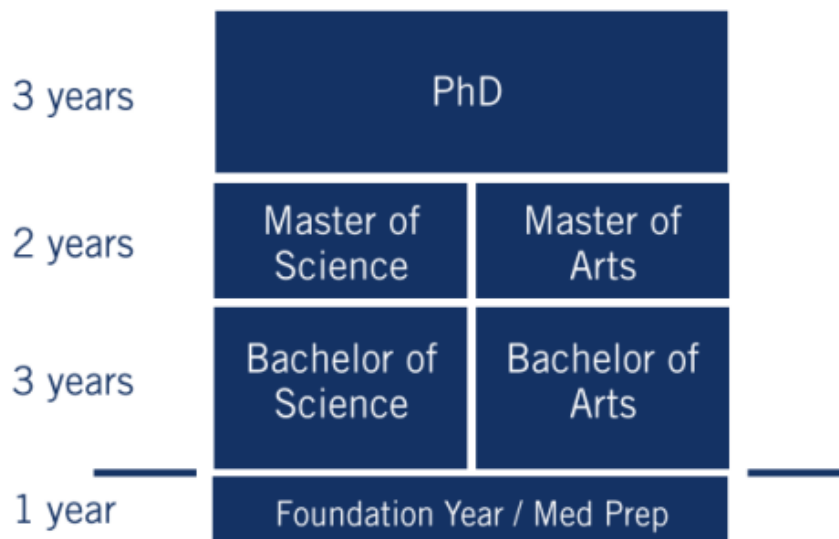 3 years
PhD
2 years
Master of
Science
Master of
Arts
3 years
Bachelor of
Science
Bachelor of
Arts
1 year
Foundation Year / Med Prep